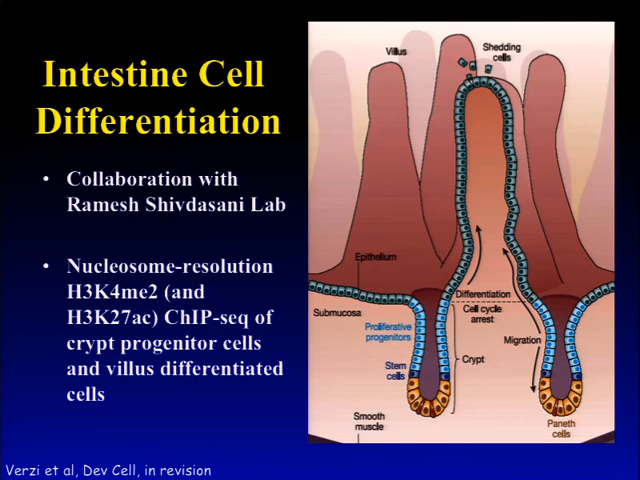 Intestine Cell
Differentiation
• Collaboration with
Ramesh Shivdasani Lab
• Nucleosome-resolution
H3K4me2 (and
H3K27ac) ChIP-seq of
crypt progenitor cells
and villus differentiated
cells
Villus
Shedding
cells
Epithelium
Differentiation
Submucosa
Cell cycle
arrest
Proliferative
progenitors
Migration
Crypt
Stem
cells
Smooth
muscle
Paneth
cells
Verzi et al, Dev Cell, in revision